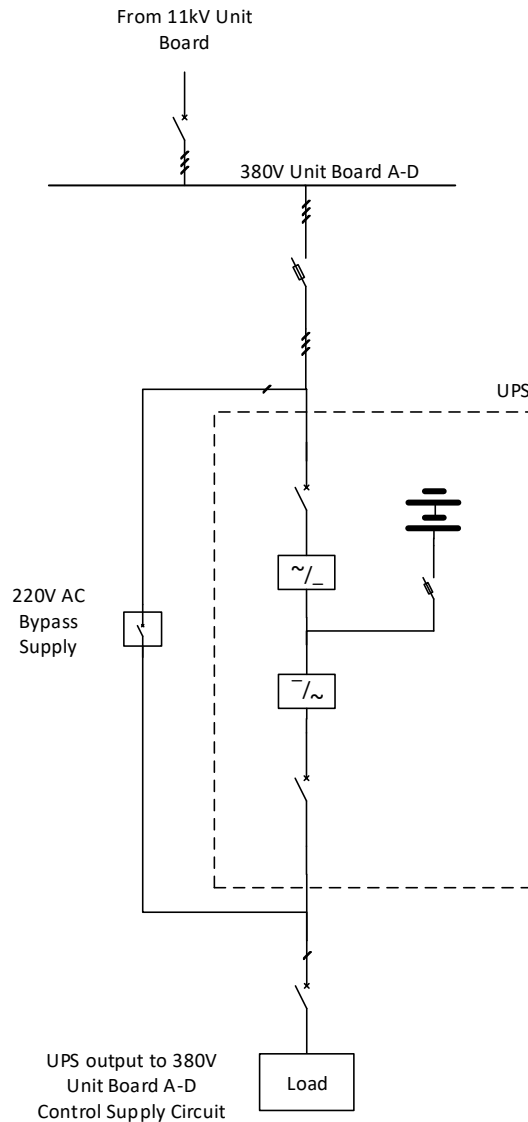 From 11kV Unit
Board
380V Unit Board A-D
UPS
~/_
220V AC
Bypass
Supply
‾/~
UPS output to 380V
Unit Board A-D
Control Supply Circuit
Load